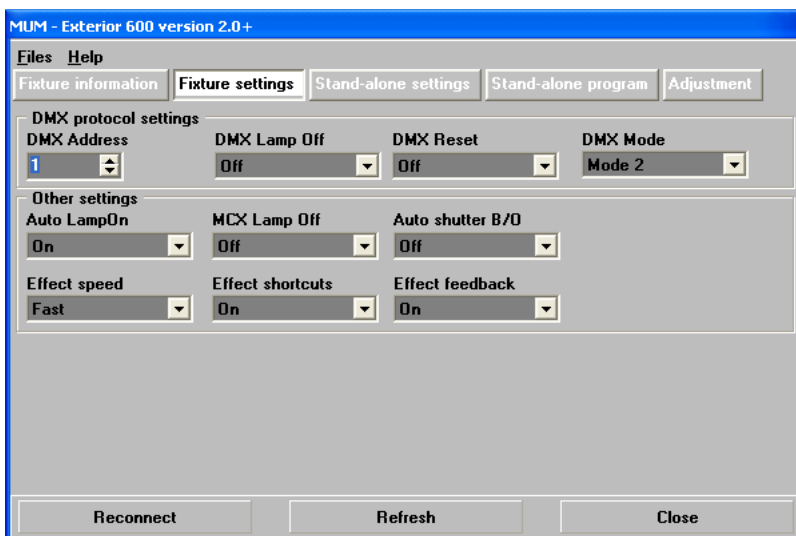 MUM - Exterior 600 version 2.0+
Files Help
Fixture information Fixture settings Stand-alone settings Stand-alone program Adjustment
DMX protocol settings
DMX Address DMX Lamp Off DMX Reset DMX Mode
1 Off Off Mode 2
Other settings
Auto LampOn MCX Lamp Off Auto shutter B/O
On Off Off
Effect speed Effect shortcuts Effect feedback
Fast On On
Reconnect Refresh Close